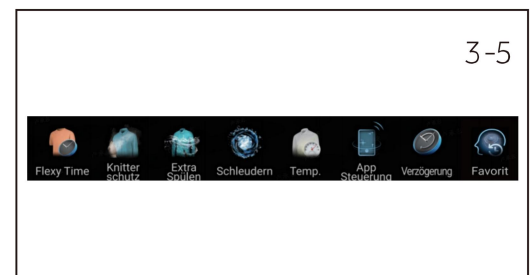 3-5
Flexy Time
Knitter
schutz
Extra
Spülen
Schleudern
Temp.
App
Steuerung
Verzögerung
Favorit